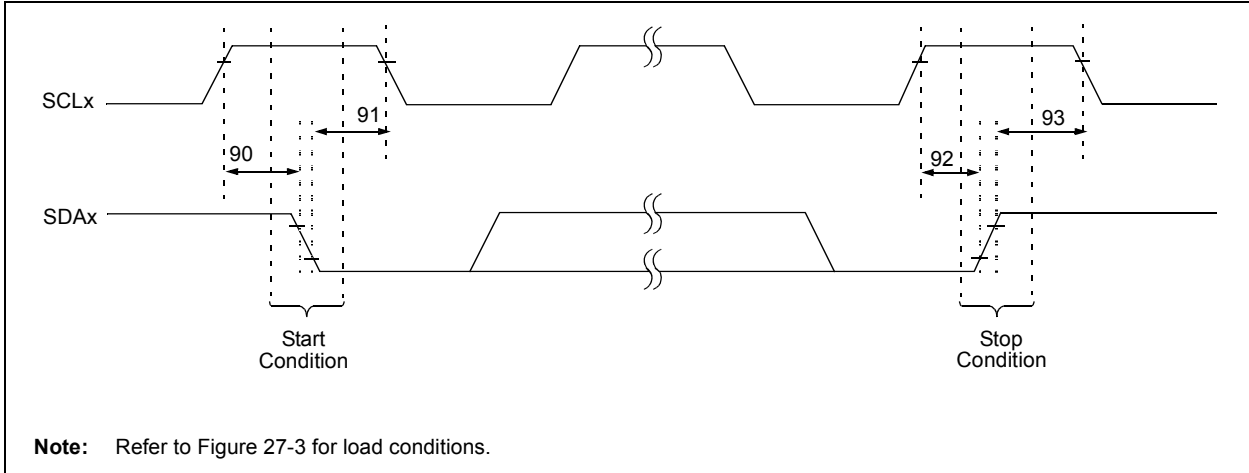 SCLx
91
93
90
92
SDAx
Start
Condition
Stop
Condition
Note: Refer to Figure 27-3 for load conditions.